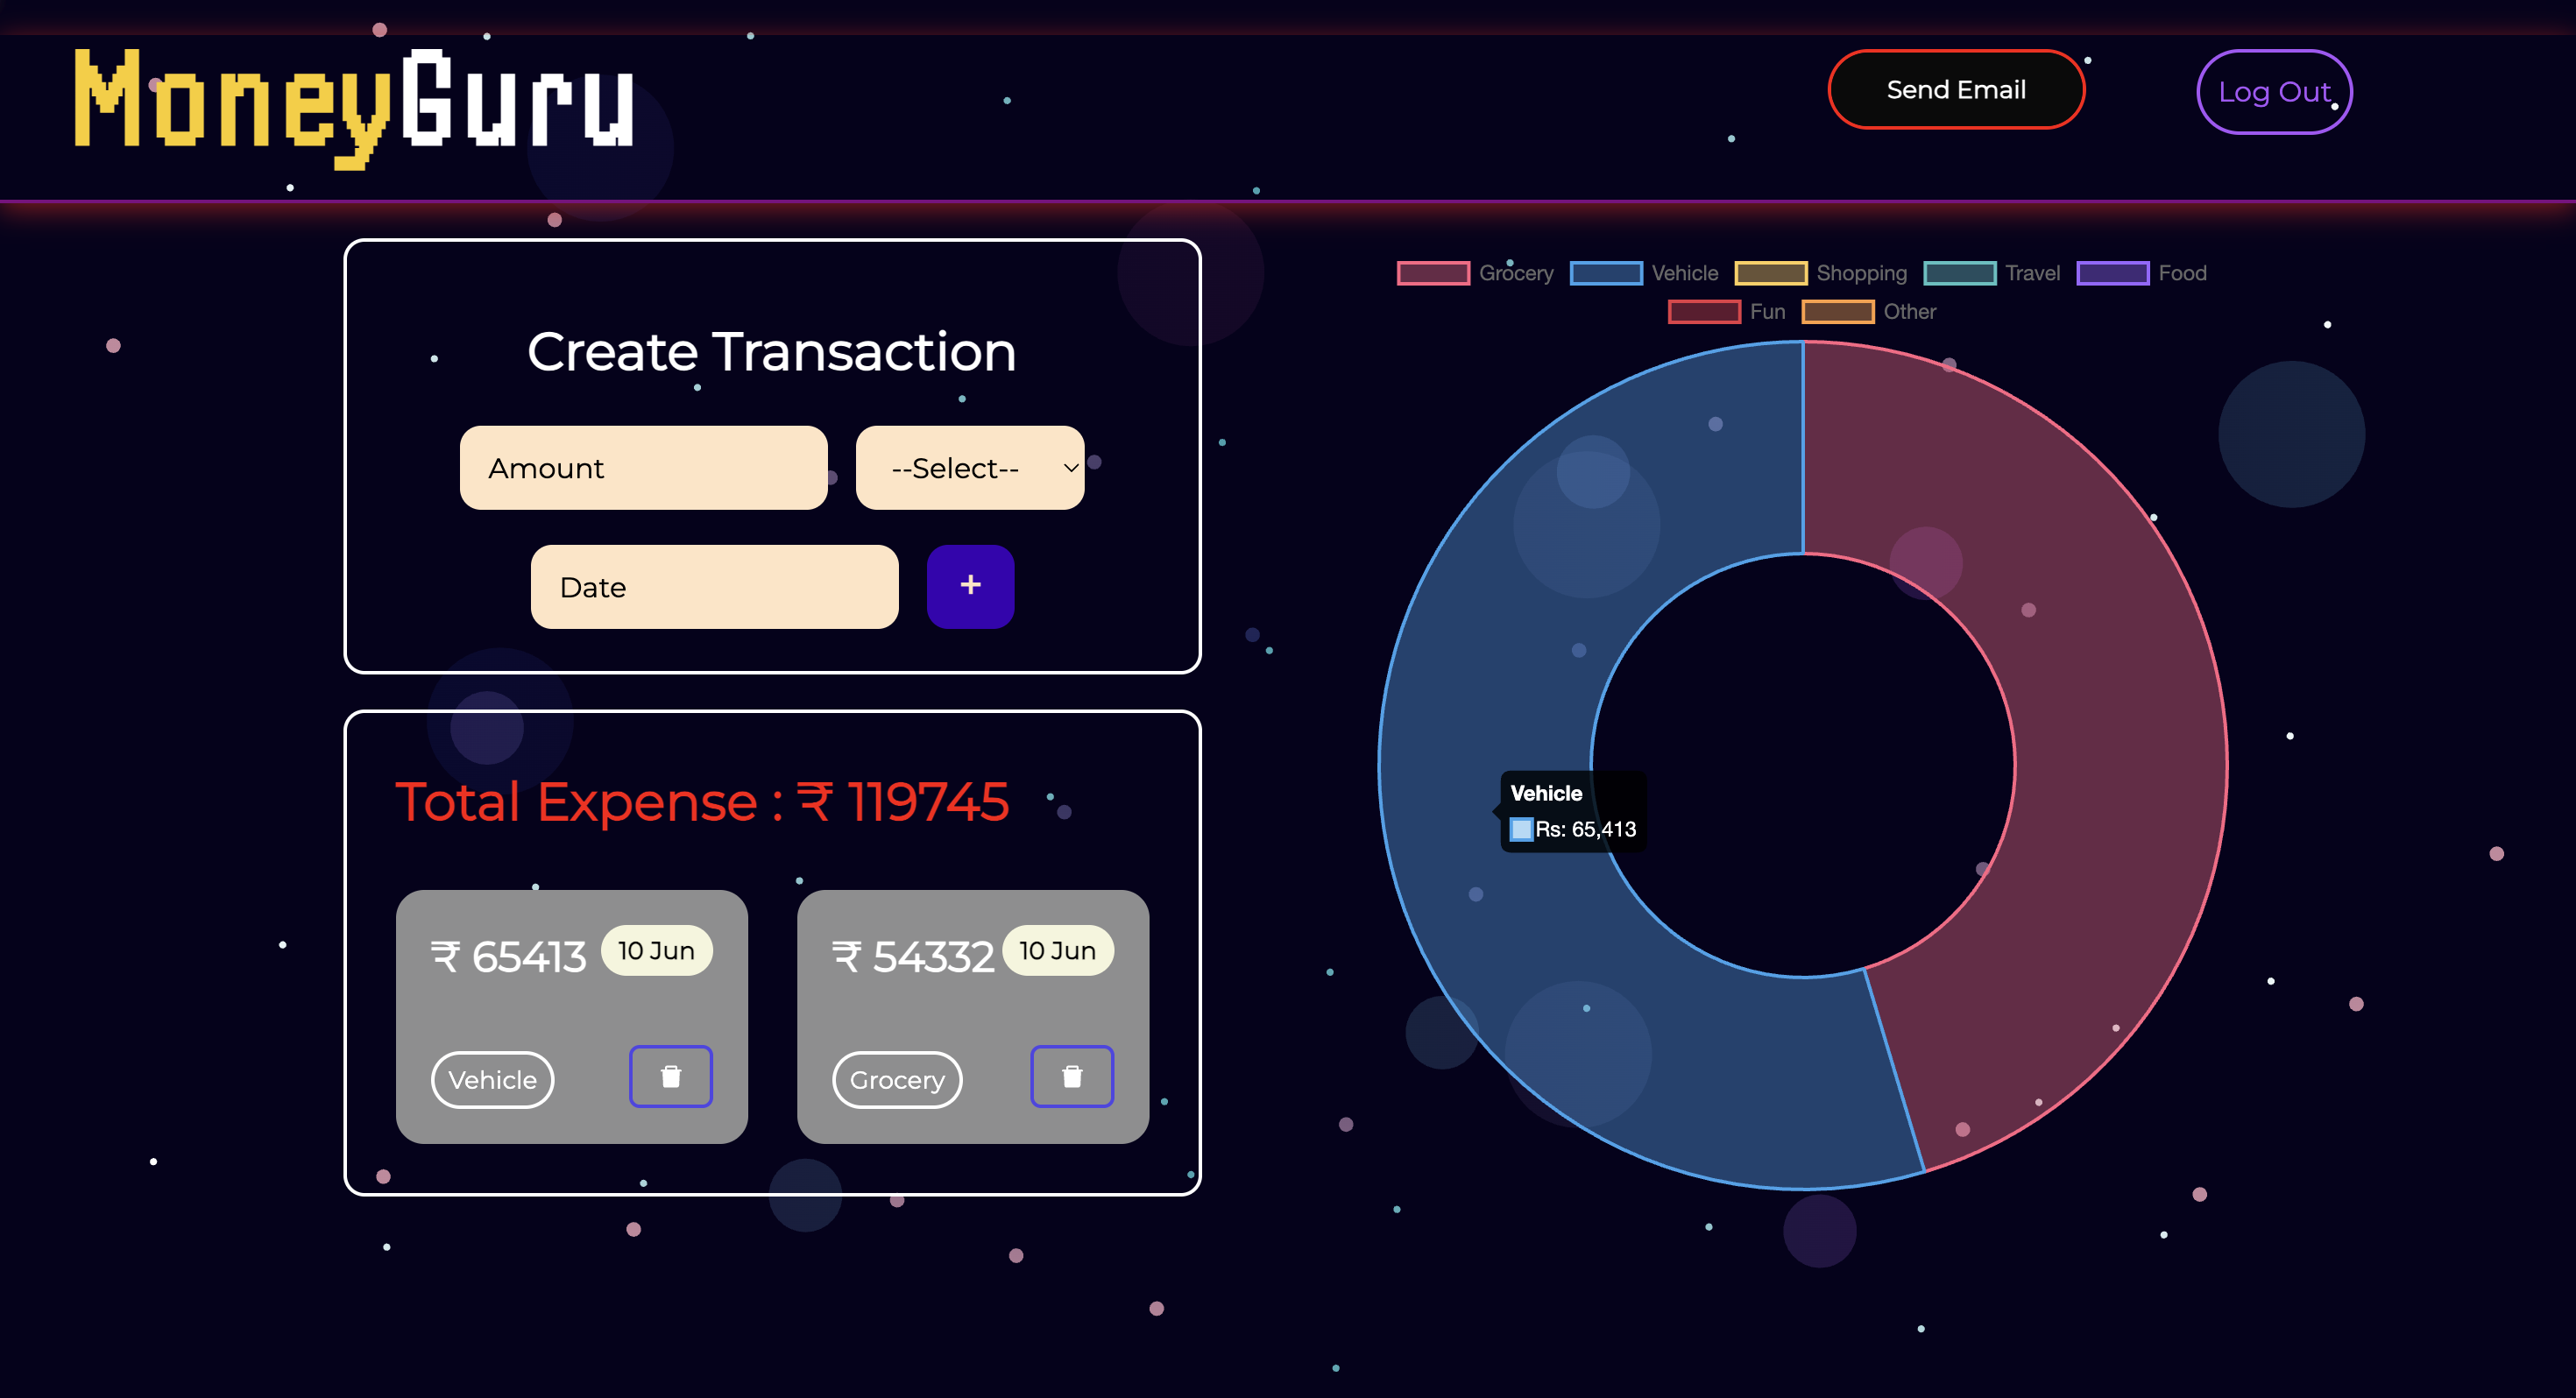 MoneyGuru
Send Email
Log Out
Create Transaction
Amount
--Select--
Date
+
Total Expense : ₹ 119745
₹ 65413
10 Jun
Vehicle
₹ 54332
10 Jun
Grocery
Grocery Vehicle Shopping Travel Food
Fun Other
Vehicle
Rs: 65,413